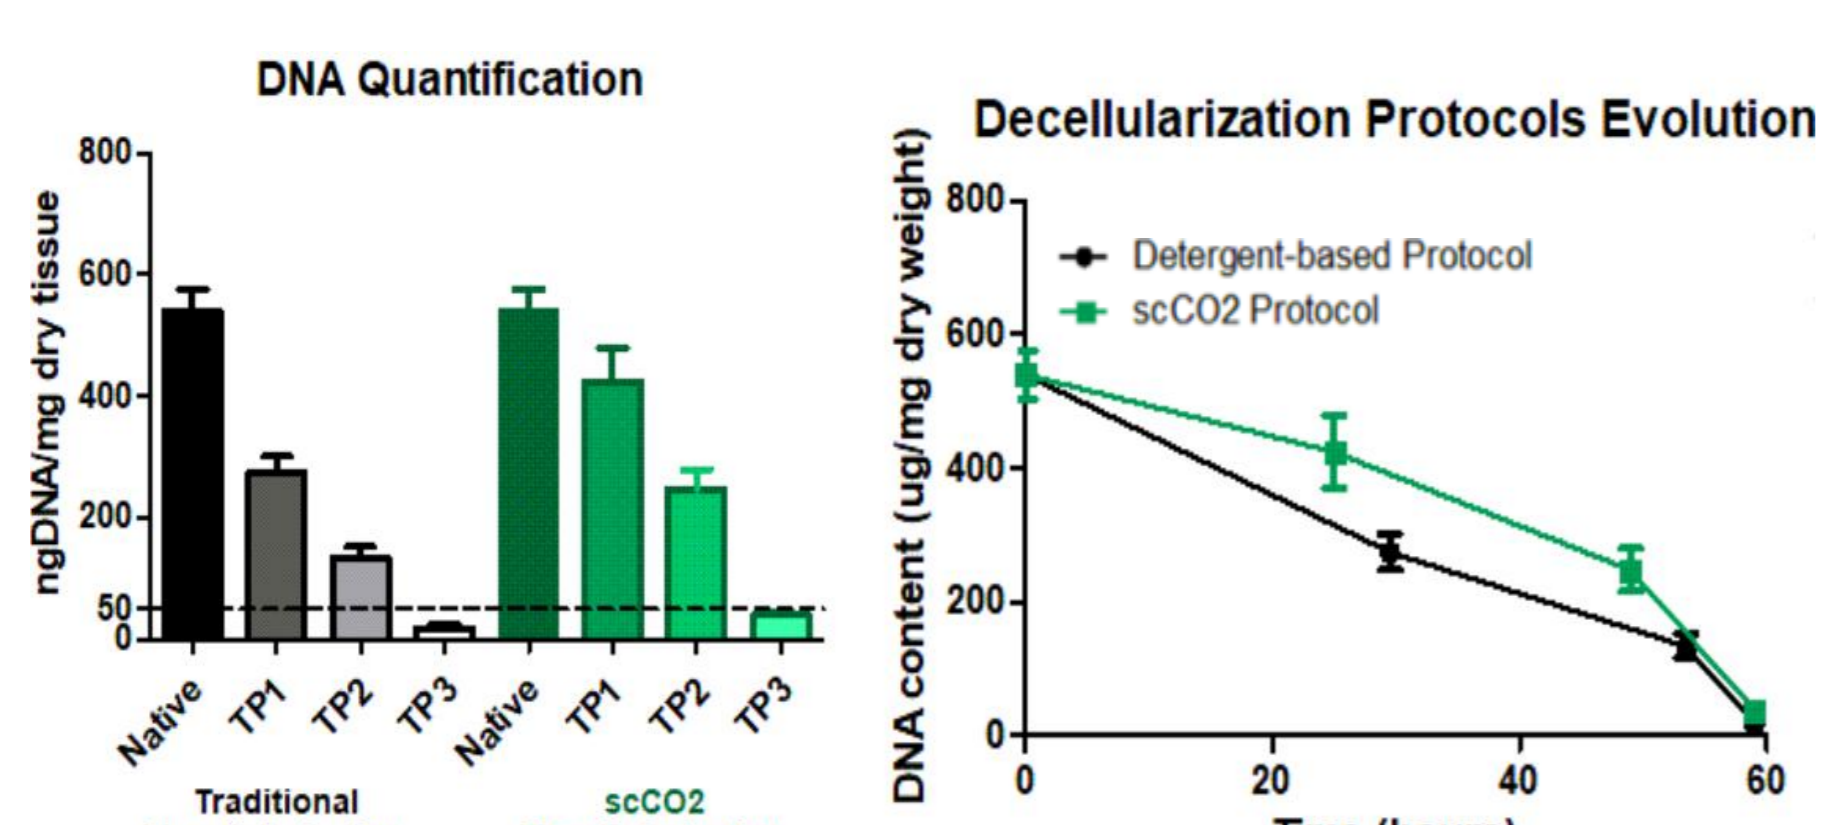 DNA Quantification
ngDNA/mg dry tissue
800
600
400
200
50
0
Native
TP1
TP2
TP3
Native
TP1
TP2
TP3
Traditional
scCO2
Decellularization Protocols Evolution
DNA content (ug/mg dry weight)
800
600
400
200
0
Detergent-based Protocol
scCO2 Protocol
0
20
40
60